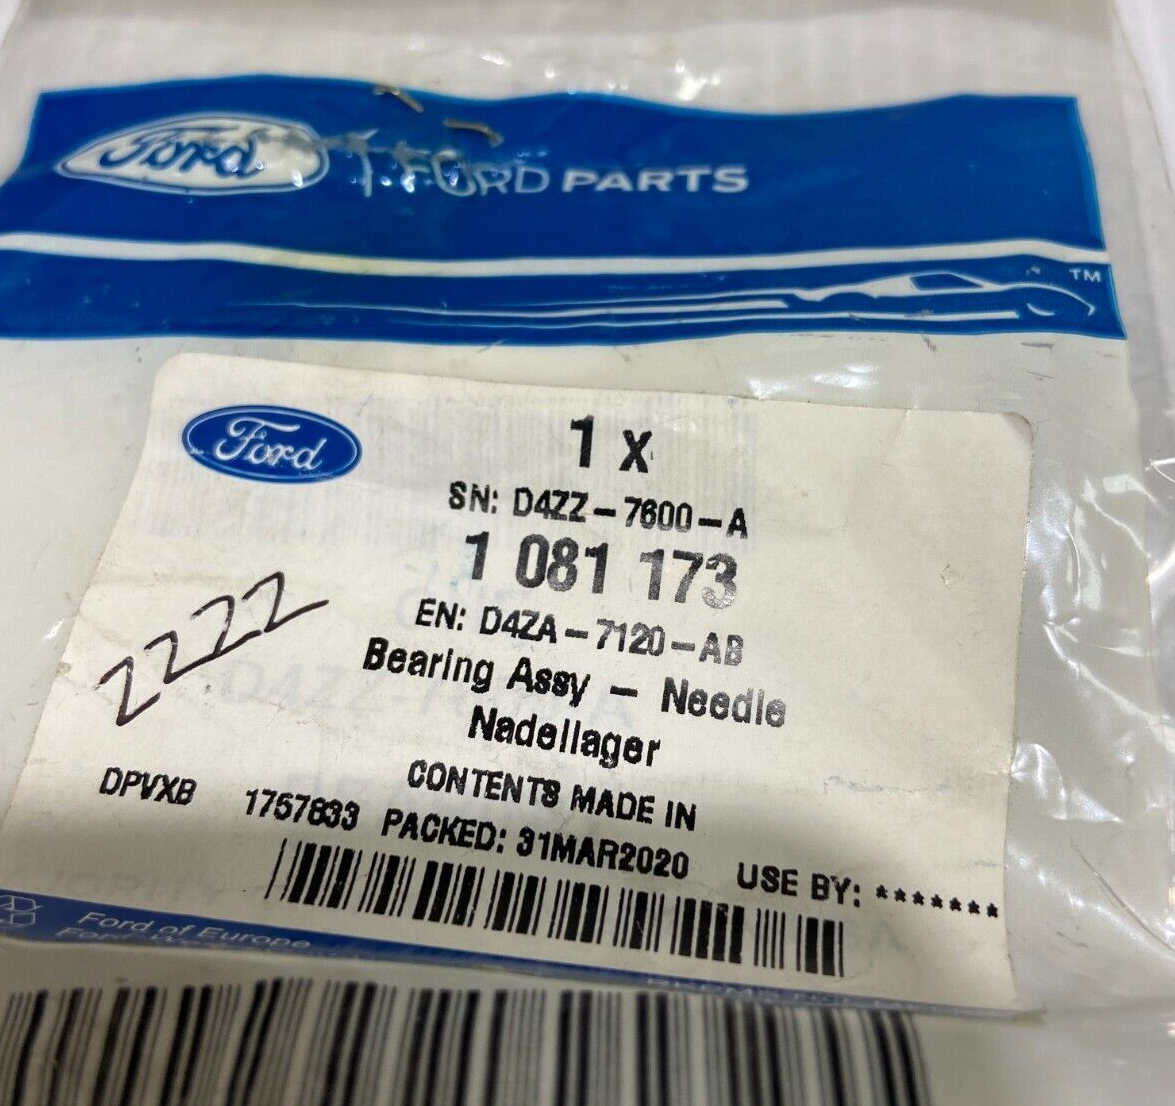 Ford FORD PARTS
TM
Ford
1 X
SN: D4ZZ-7600-A
1 081 173
EN: D4ZA-7120-AB
Bearing Assy - Needle
Nadellager
CONTENTS MADE IN
DPVXB 1757833 PACKED: 31MAR2020 USE BY: *******
2222
Ford of Europe